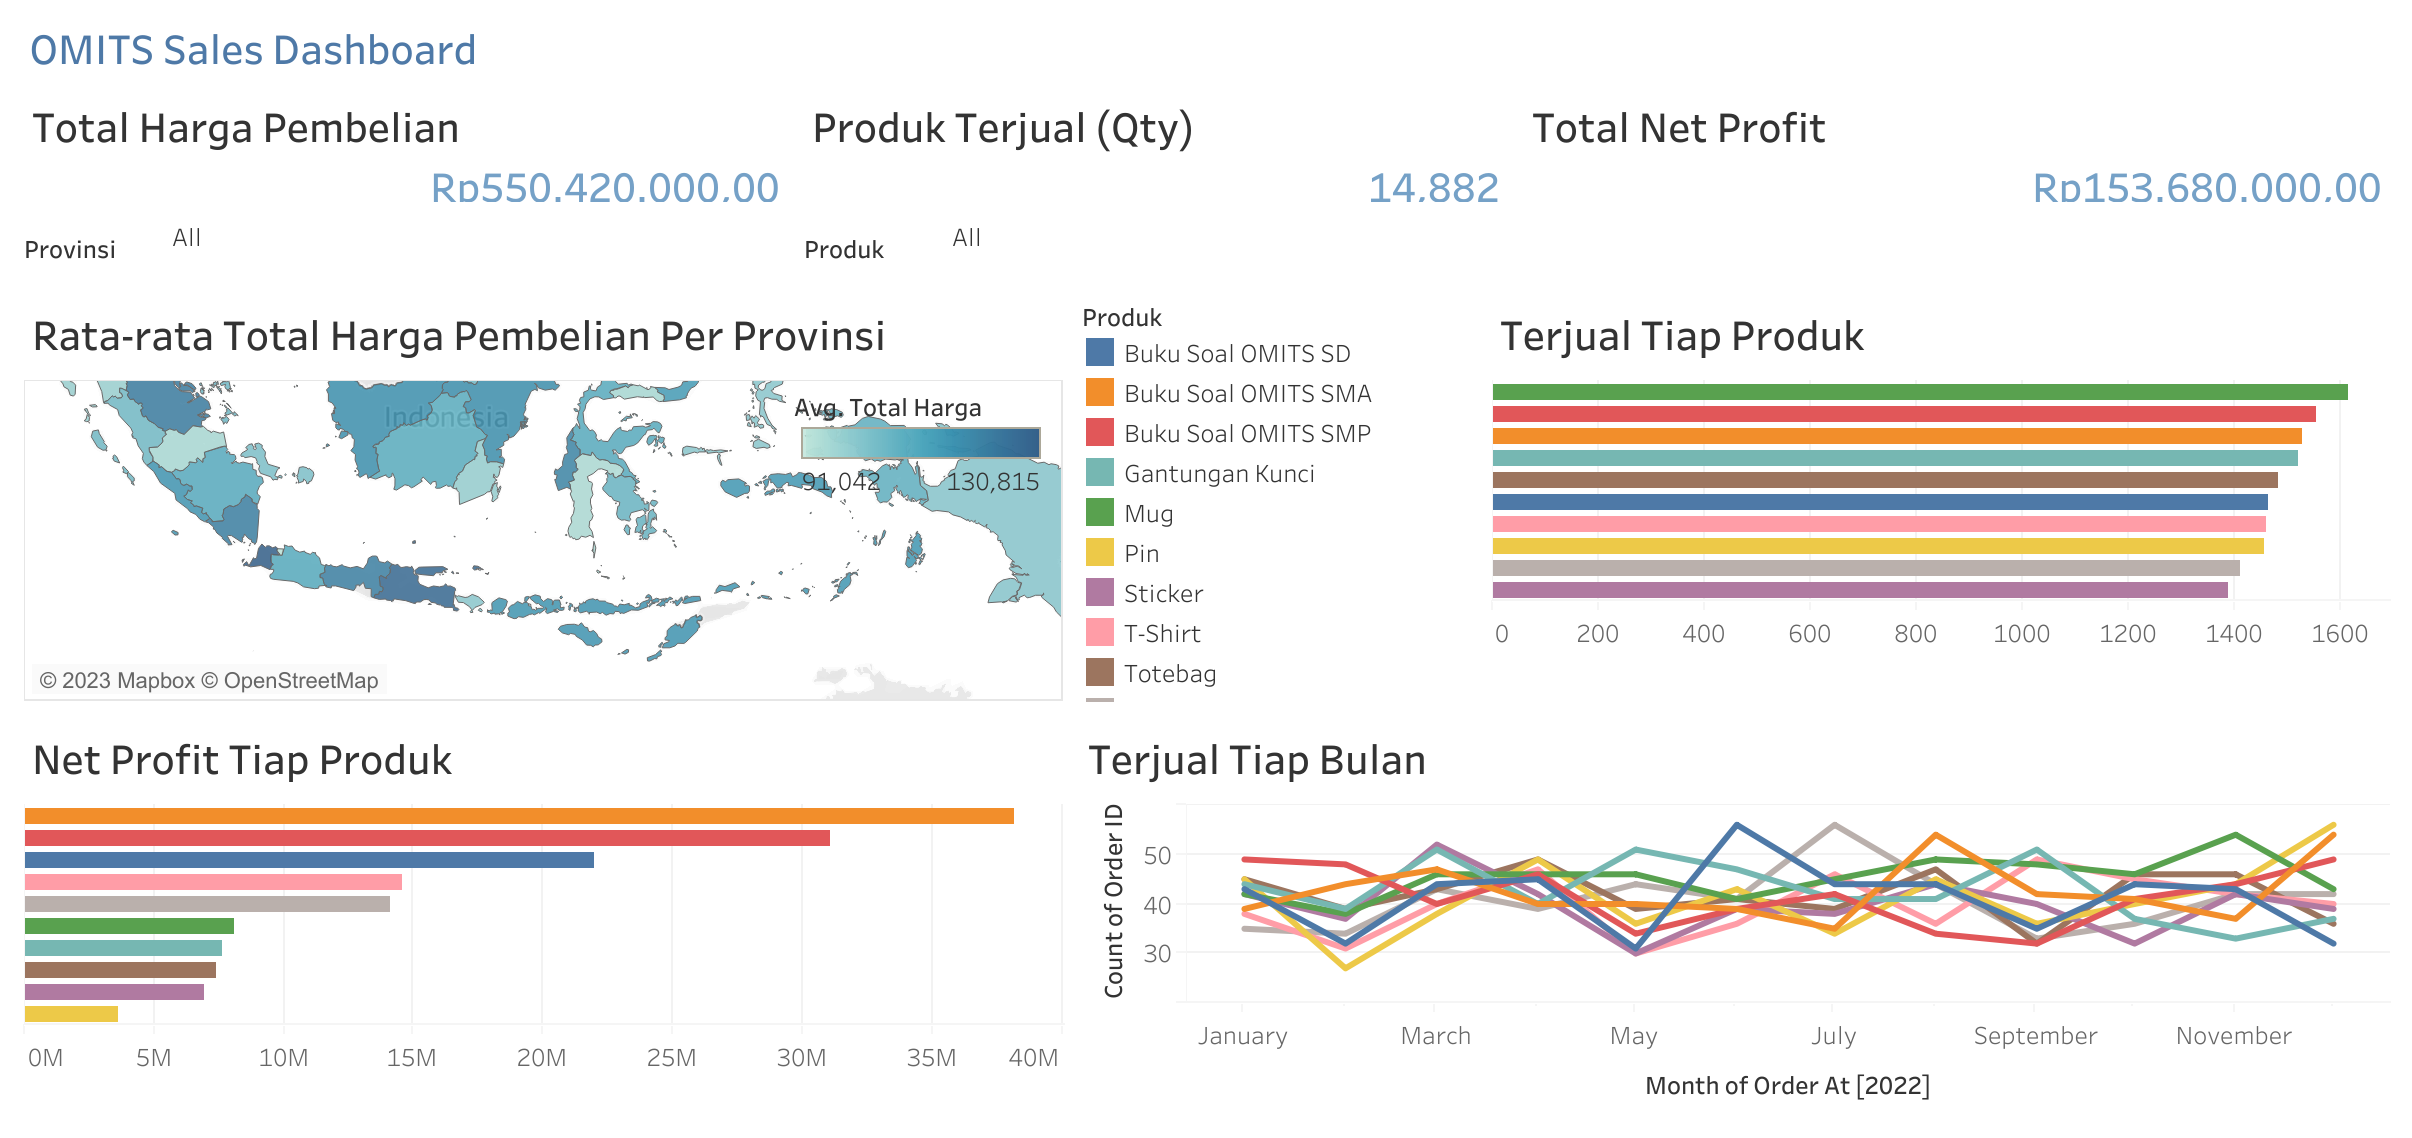 OMITS Sales Dashboard
Total Harga Pembelian
Rp550.420.000,00
Produk Terjual (Qty)
14,882
Total Net Profit
Rp153.680.000,00
Provinsi
All
Produk
All
Rata-rata Total Harga Pembelian Per Provinsi
Indonesia
Avg. Total Harga
91,042
130,815
© 2023 Mapbox © OpenStreetMap
Produk
Buku Soal OMITS SD
Buku Soal OMITS SMA
Buku Soal OMITS SMP
Gantungan Kunci
Mug
Pin
Sticker
T-Shirt
Totebag
Terjual Tiap Produk
0 200 400 600 800 1000 1200 1400 1600
Net Profit Tiap Produk
0M 5M 10M 15M 20M 25M 30M 35M 40M
Terjual Tiap Bulan
Count of Order ID
50
40
30
January March May July September November
Month of Order At [2022]